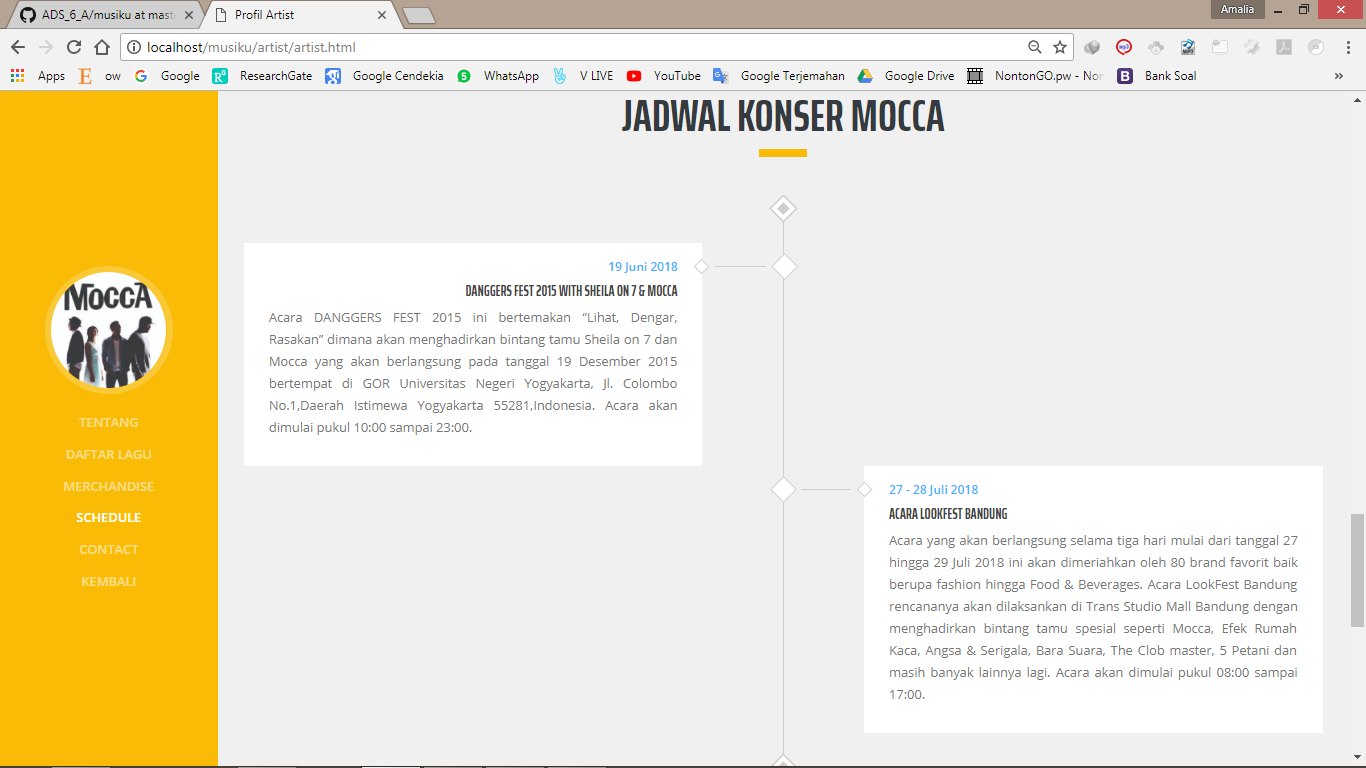 ADS_6_A/musiku at mast
Profil Artist
Amalia
localhost/musiku/artist/artist.html
Apps
ow
Google
ResearchGate
Google Cendekia
WhatsApp
V LIVE
YouTube
Google Terjemahan
Google Drive
NontonGO.pw - Non
Bank Soal
»
JADWAL KONSER MOCCA
MOCCA
TENTANG
DAFTAR LAGU
MERCHANDISE
SCHEDULE
CONTACT
KEMBALI
19 Juni 2018
DANGGERS FEST 2015 WITH SHEILA ON 7 & MOCCA
Acara DANGGERS FEST 2015 ini bertemakan “Lihat, Dengar,
Rasakan” dimana akan menghadirkan bintang tamu Sheila on 7 dan
Mocca yang akan berlangsung pada tanggal 19 Desember 2015
bertempat di GOR Universitas Negeri Yogyakarta, Jl. Colombo
No.1,Daerah Istimewa Yogyakarta 55281,Indonesia. Acara akan
dimulai pukul 10:00 sampai 23:00.
27 - 28 Juli 2018
ACARA LOOKFEST BANDUNG
Acara yang akan berlangsung selama tiga hari mulai dari tanggal 27
hingga 29 Juli 2018 ini akan dimeriahkan oleh 80 brand favorit baik
berupa fashion hingga Food & Beverages. Acara LookFest Bandung
rencananya akan dilaksankan di Trans Studio Mall Bandung dengan
menghadirkan bintang tamu spesial seperti Mocca, Efek Rumah
Kaca, Angsa & Serigala, Bara Suara, The Clob master, 5 Petani dan
masih banyak lainnya lagi. Acara akan dimulai pukul 08:00 sampai
17:00.